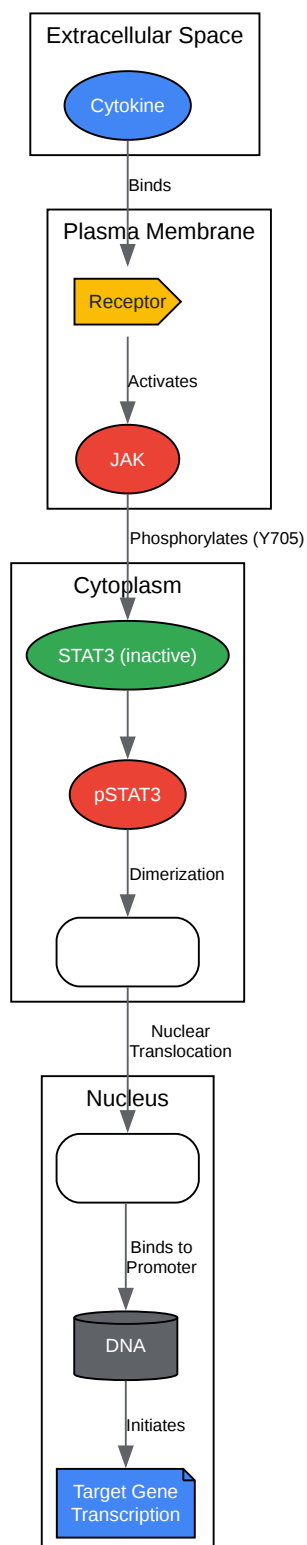 Extracellular Space
Cytokine
Binds
Plasma Membrane
Receptor
Activates
JAK
Phosphorylates (Y705)
Cytoplasm
STAT3 (inactive)
pSTAT3
Dimerization
Nuclear
Translocation
Nucleus
Binds to
Promoter
DNA
Initiates
Target Gene
Transcription